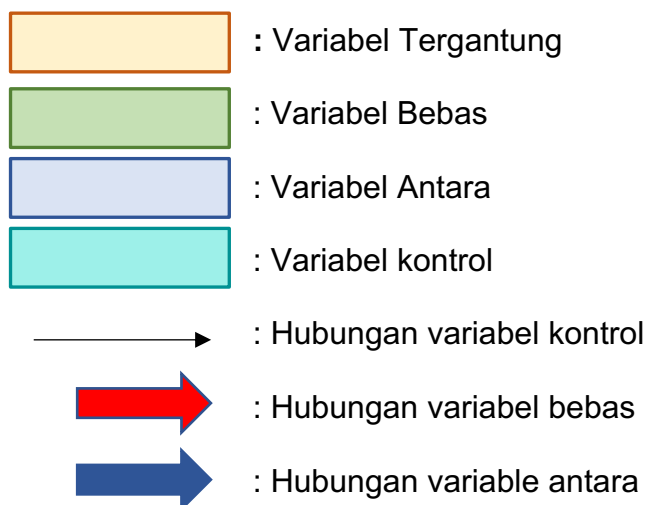 : Variabel Tergantung
: Variabel Bebas
: Variabel Antara
: Variabel kontrol
: Hubungan variabel kontrol
: Hubungan variabel bebas
: Hubungan variable antara